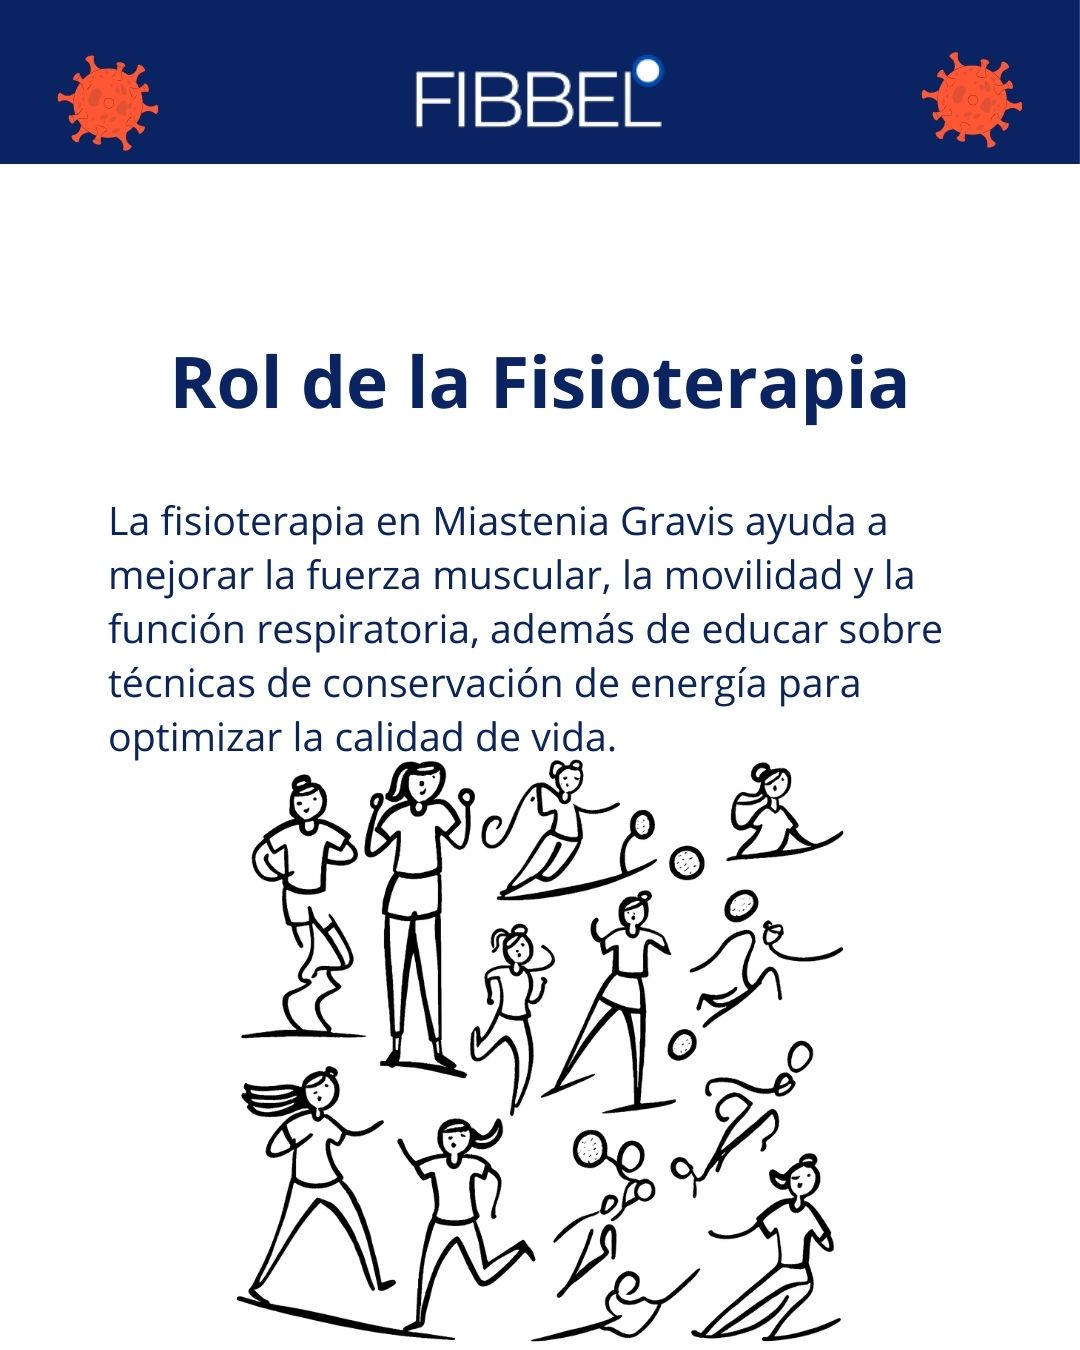 FIBBEL
Rol de la Fisioterapia
La fisioterapia en Miastenia Gravis ayuda a
mejorar la fuerza muscular, la movilidad y la
función respiratoria, además de educar sobre
técnicas de conservación de energía para
optimizar la calidad de vida.